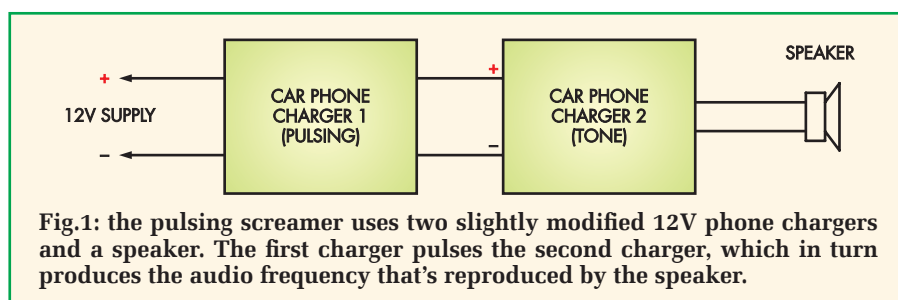 SPEAKER
+
12V SUPPLY
–
CAR PHONE
CHARGER 1
(PULSING)
+
–
CAR PHONE
CHARGER 2
(TONE)
Fig.1: the pulsing screamer uses two slightly modified 12V phone chargers
and a speaker. The first charger pulses the second charger, which in turn
produces the audio frequency that's reproduced by the speaker.